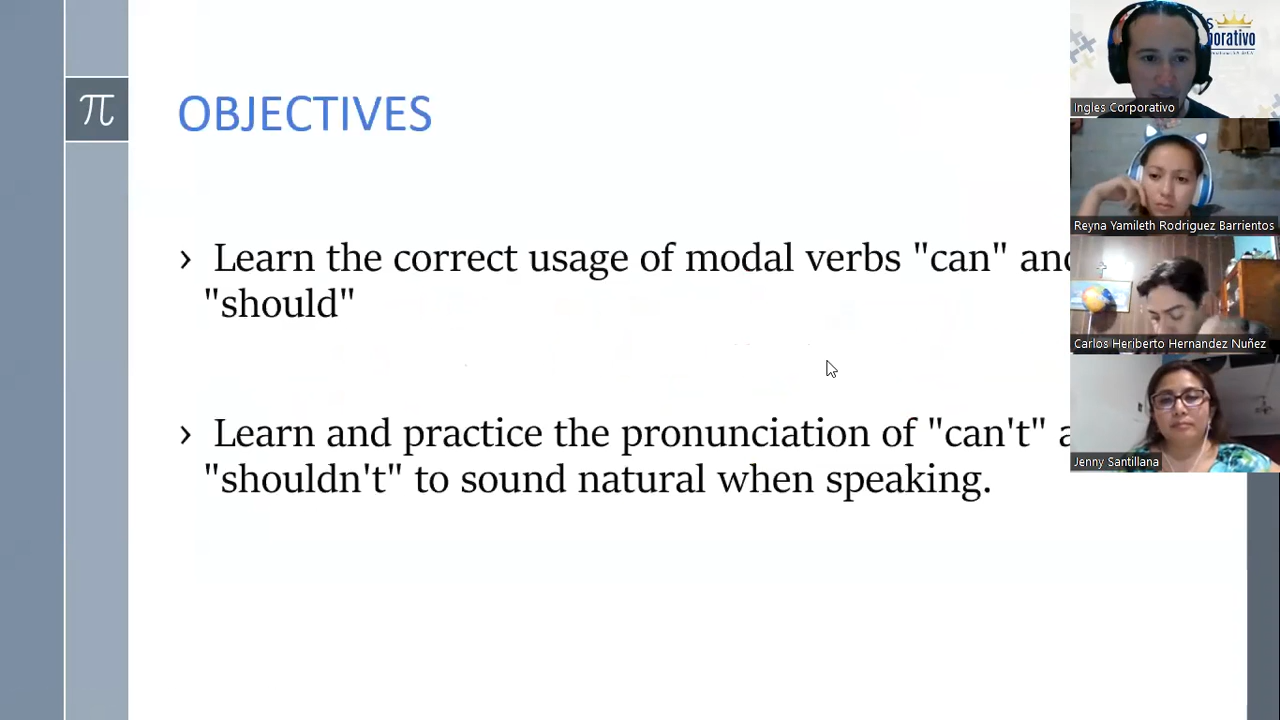 π
OBJECTIVES
› Learn the correct usage of modal verbs "can" and
"should"
› Learn and practice the pronunciation of "can't" a
"shouldn't" to sound natural when speaking.
Ingles Corporativo
Reyna Yamileth Rodriguez Barrientos
Carlos Heriberto Hernandez Nuñez
Jenny Santillana